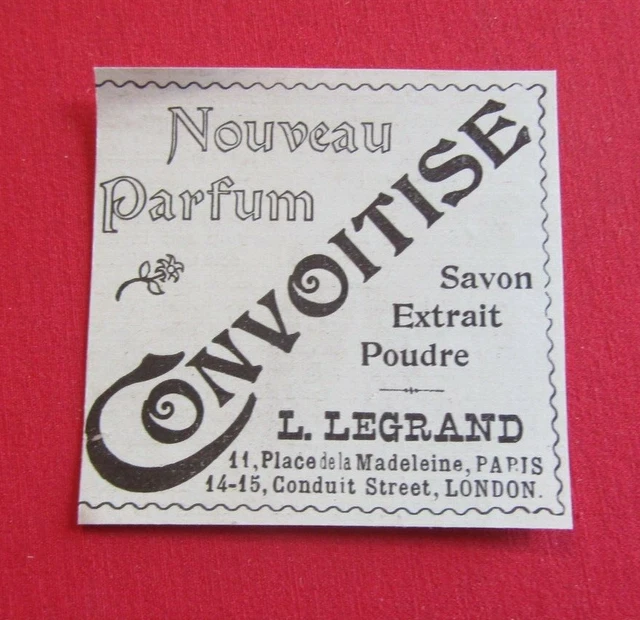 Nouveau
Parfum
CONVOITISE
Savon
Extrait
Poudre
L. LEGRAND
11, Place de la Madeleine, PARIS
14-15, Conduit Street, LONDON.